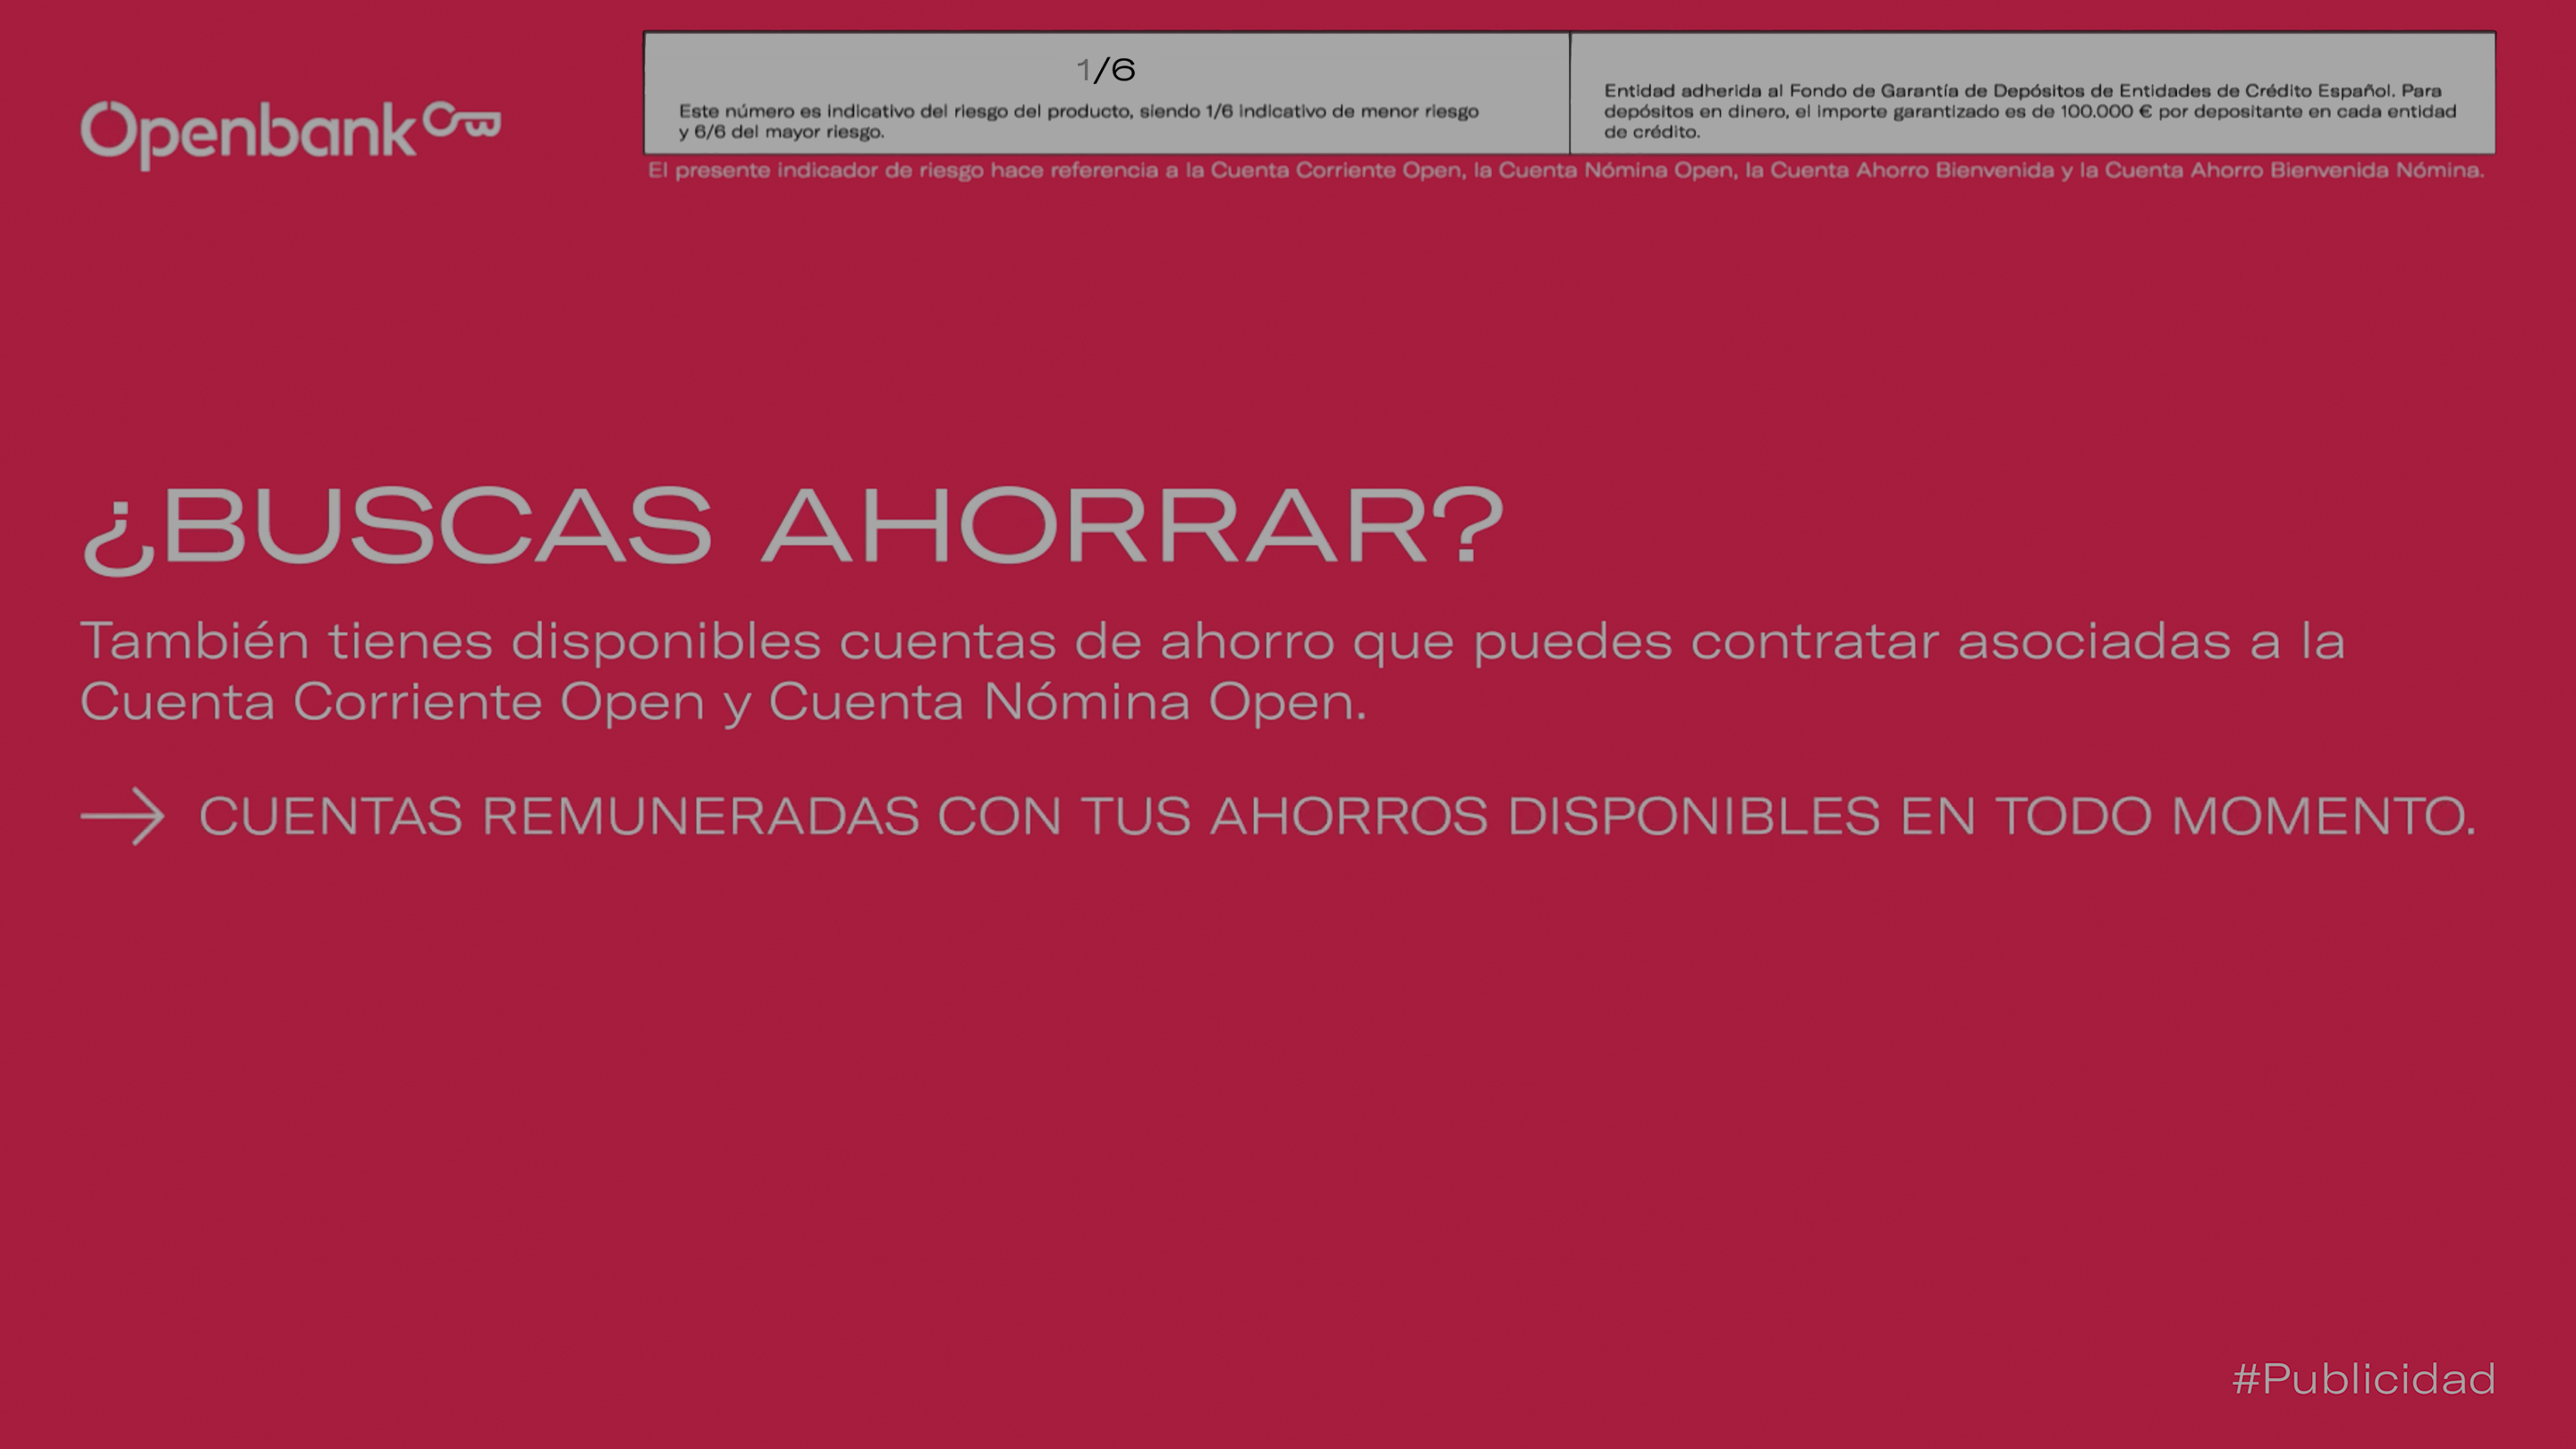 Openbank
1/6
Este número es indicativo del riesgo del producto, siendo 1/6 indicativo de menor riesgo
y 6/6 del mayor riesgo.
Entidad adherida al Fondo de Garantía de Depósitos de Entidades de Crédito Español. Para
depósitos en dinero, el importe garantizado es de 100.000 € por depositante en cada entidad
de crédito.
El presente indicador de riesgo hace referencia a la Cuenta Corriente Open, la Cuenta Nómina Open, la Cuenta Ahorro Bienvenida y la Cuenta Ahorro Bienvenida Nómina.
¿BUSCAS AHORRAR?
También tienes disponibles cuentas de ahorro que puedes contratar asociadas a la
Cuenta Corriente Open y Cuenta Nómina Open.
→ CUENTAS REMUNERADAS CON TUS AHORROS DISPONIBLES EN TODO MOMENTO.
#Publicidad